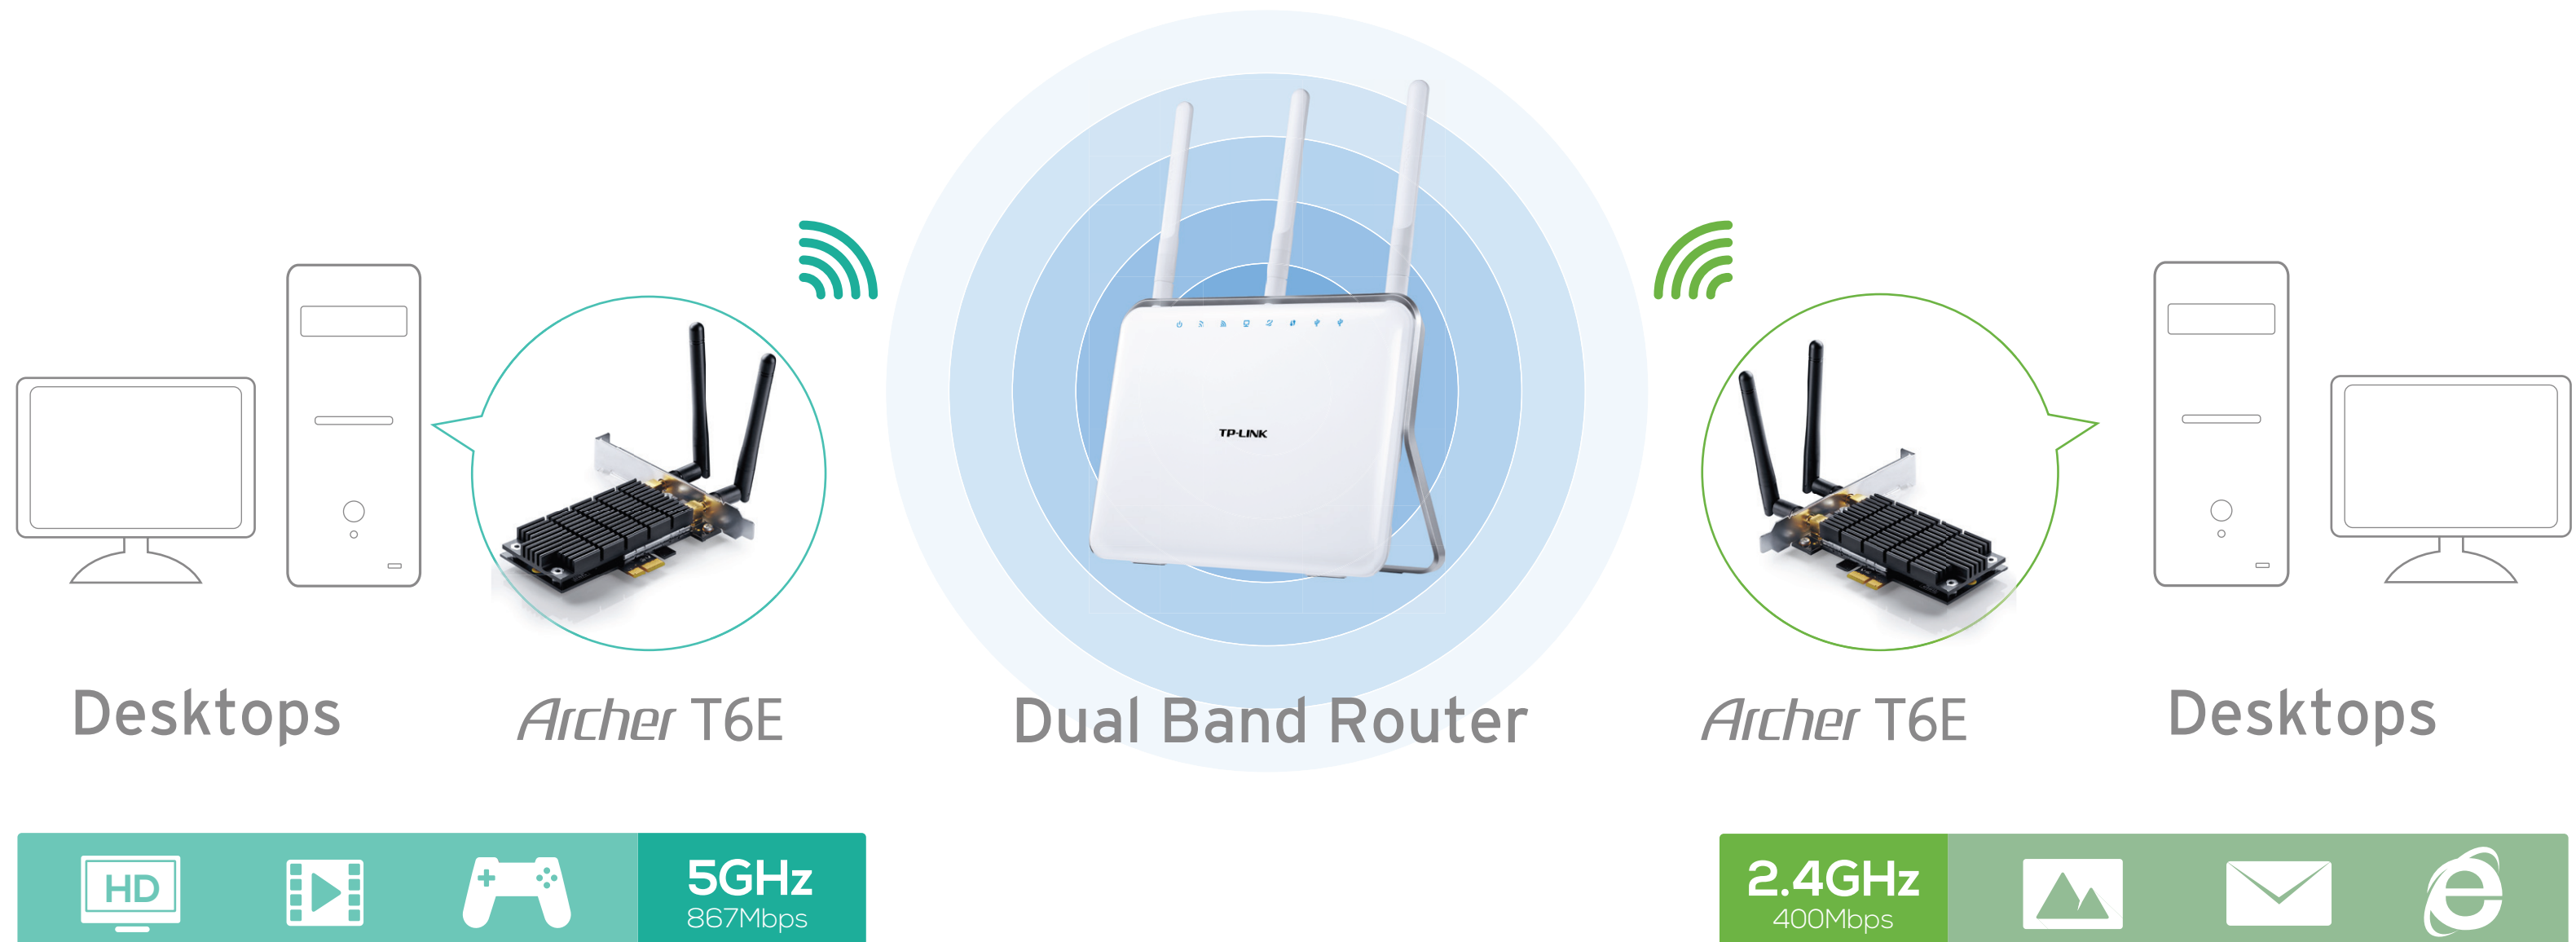 TP-LINK
Desktops
Archer T6E
Dual Band Router
Archer T6E
Desktops
HD
5GHz
867Mbps
2.4GHz
400Mbps